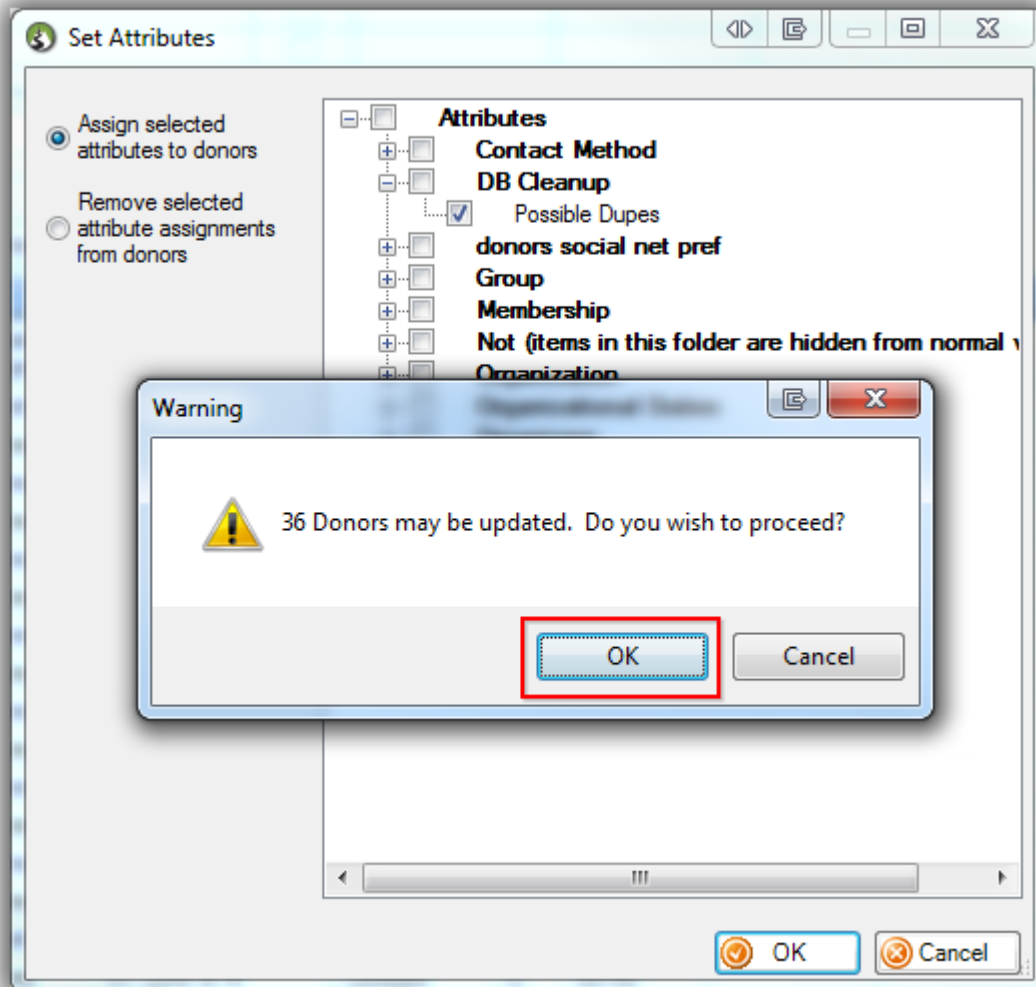 Set Attributes
Assign selected
attributes to donors
Remove selected
attribute assignments
from donors
Attributes
Contact Method
DB Cleanup
Possible Dupes
donors social net pref
Group
Membership
Not (items in this folder are hidden from normal v
Organization
Organizational Status
Warning
36 Donors may be updated.  Do you wish to proceed?
OK
Cancel
OK
Cancel